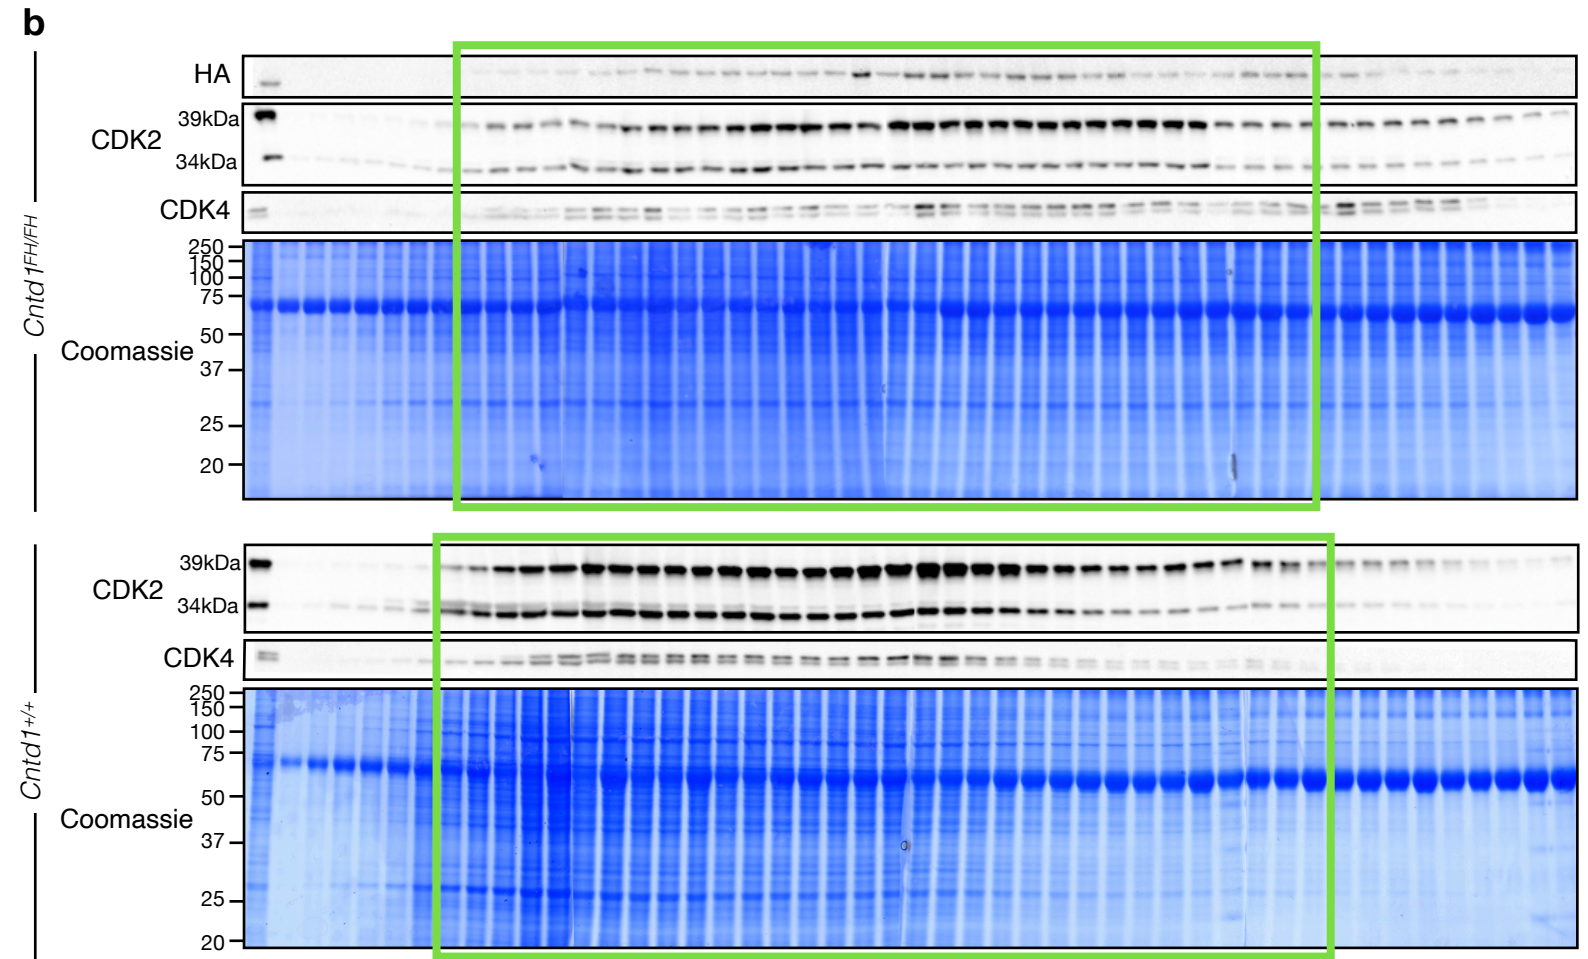 b
Cntd1FH/FH
HA
CDK2
39kDa
34kDa
CDK4
Coomassie
250
150
100
75
50
37
25
20
Cntd1+/+
CDK2
39kDa
34kDa
CDK4
Coomassie
250
150
100
75
50
37
25
20